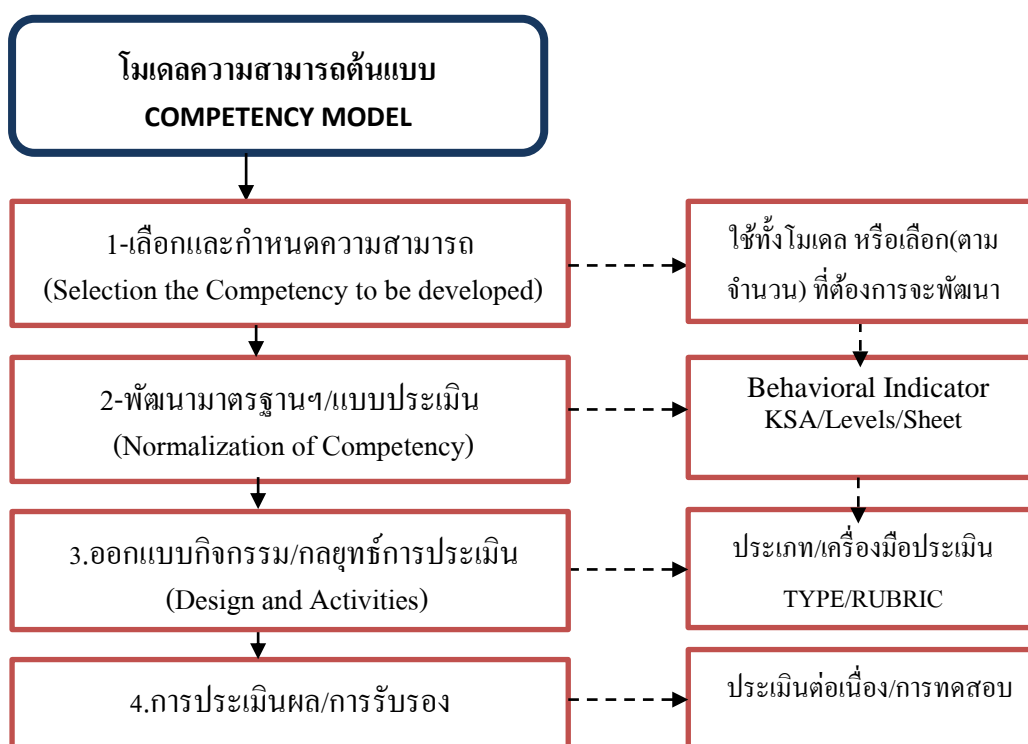 โมเดลความสามารถต้นแบบ
COMPETENCY MODEL
1-เลือกและกำหนดความสามารถ
(Selection the Competency to be developed)
ใช้ทั้งโมเดล หรือเลือก(ตาม
จำนวน) ที่ต้องการจะพัฒนา
2-พัฒนามาตรฐานฯ/แบบประเมิน
(Normalization of Competency)
Behavioral Indicator
KSA/Levels/Sheet
3.ออกแบบกิจกรรม/กลยุทธ์การประเมิน
(Design and Activities)
ประเภท/เครื่องมือประเมิน
TYPE/RUBRIC
4.การประเมินผล/การรับรอง
ประเมินต่อเนื่อง/การทดสอบ